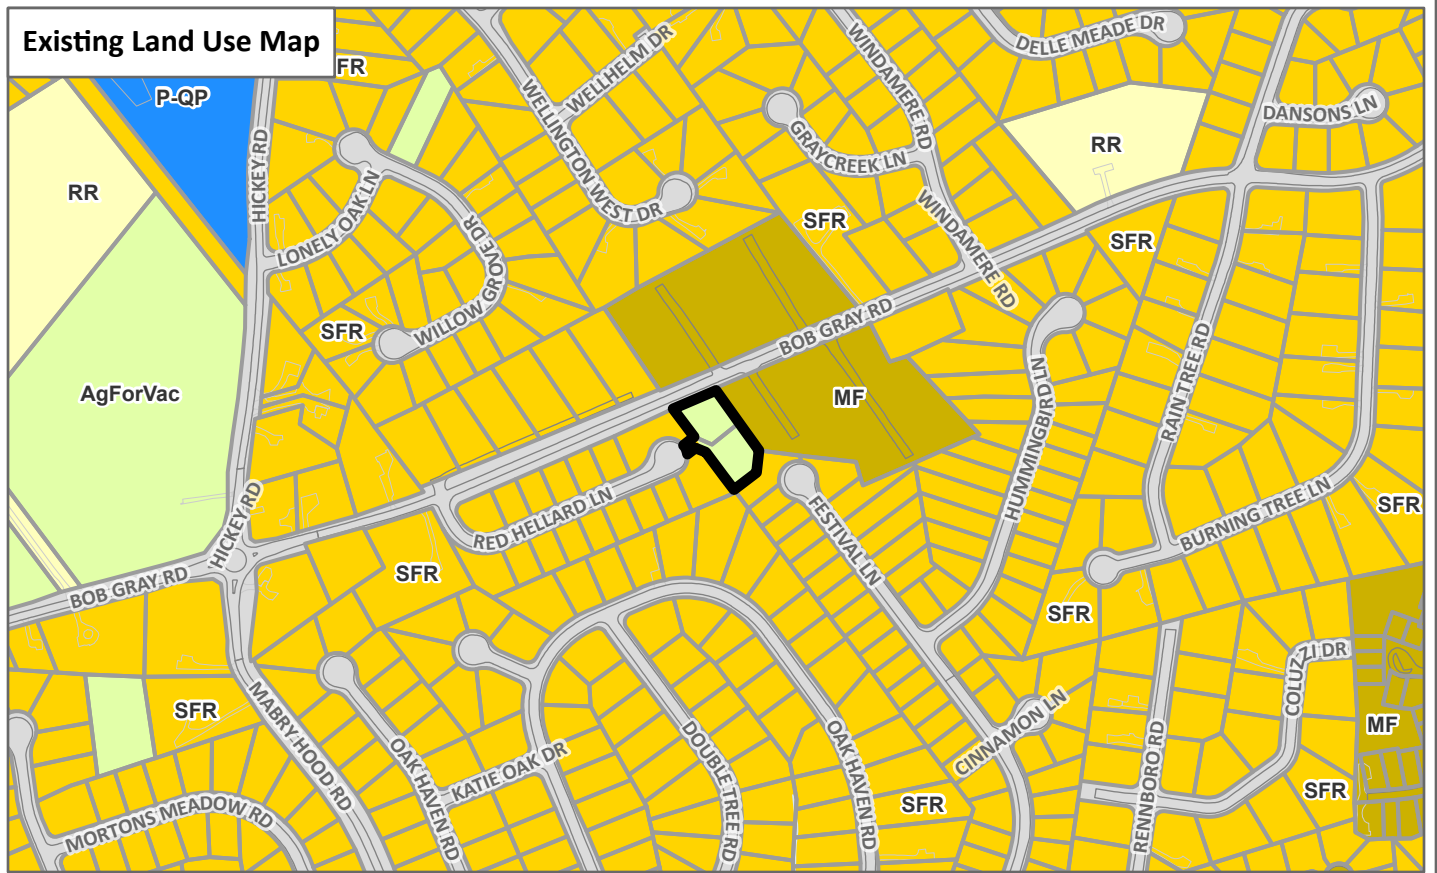 Existing Land Use Map
FR
P-QP
RR
HICKEY RD
LONELY OAK LN
WILLOW GROVE DR
WELLINGTON WEST DR
WELLHELM DR
WINDAMERE RD
GRAYCREEK LN
WINDAMERE RD
DELLE MEADE DR
DANSONS LN
RR
SFR
SFR
SFR
AgForVac
BOB GRAY RD
MF
RAIN TREE RD
HUMMINGBIRD LN
BURNING TREE LN
SFR
HICKEY RD
BOB GRAY RD
RED HELLARD LN
FESTIVAL LN
SFR
SFR
SFR
MABRY HOOD RD
OAK HAVEN RD
KATIE OAK DR
DOUBLE TREE RD
OAK HAVEN RD
CINNAMON LN
RENNBORO RD
COLUZZI DR
MF
SFR
SFR
MORTONS MEADOW RD